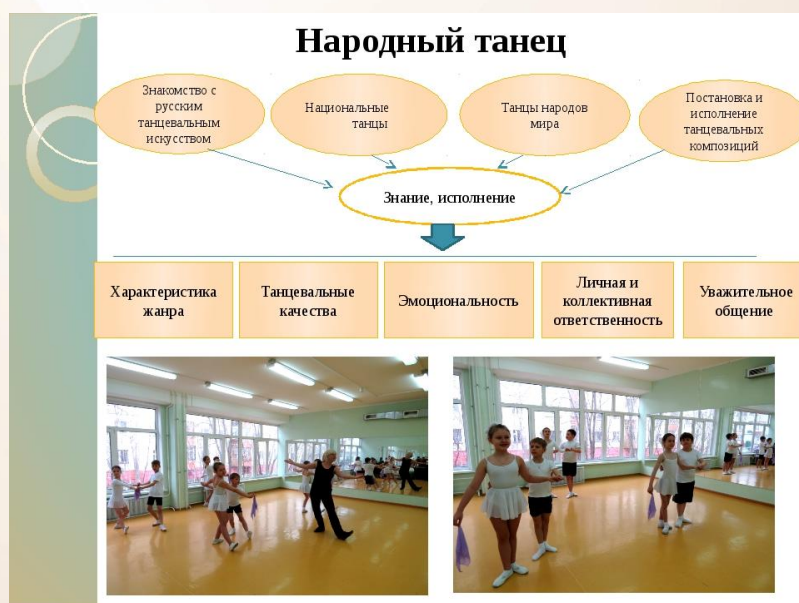 Народный танец
Знакомство с
русским
танцевальным
искусством
Национальные
танцы
Танцы народов
мира
Постановка и
исполнение
танцевальных
композиций
Знание, исполнение
Характеристика
жанра
Танцевальные
качества
Эмоциональность
Личная и
коллективная
ответственность
Уважительное
общение